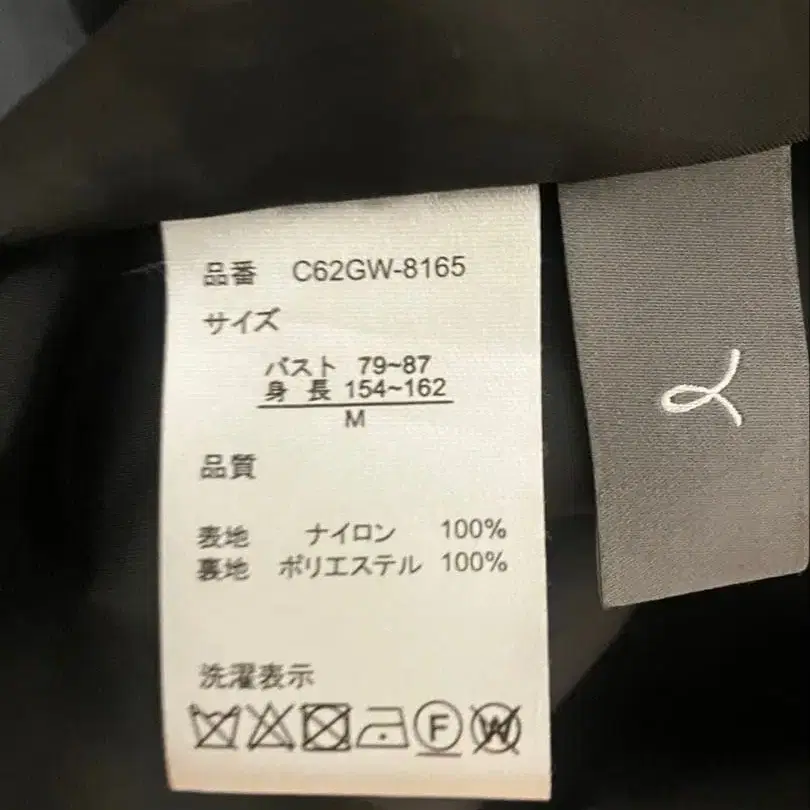 品番 C62GW-8165
サイズ
バスト 79~87
身 長 154~162
M
品質
表地 ナイロン 100%
裏地 ポリエステル 100%
洗濯表示
F W